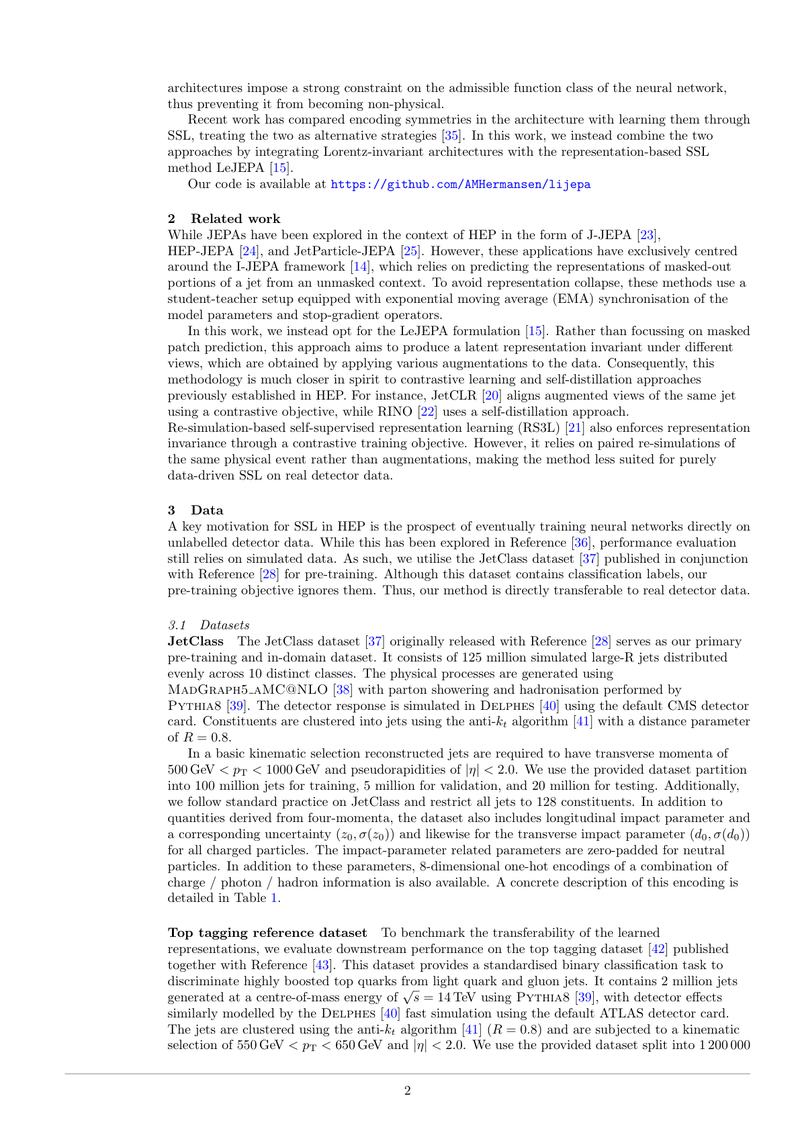 architectures impose a strong constraint on the admissible function class of the neural network,
thus preventing it from becoming non-physical.
Recent work has compared encoding symmetries in the architecture with learning them through
SSL, treating the two as alternative strategies [35]. In this work, we instead combine the two
approaches by integrating Lorentz-invariant architectures with the representation-based SSL
method LeJEPA [15].
Our code is available at https://github.com/AMHermansen/lijepa
2 Related work
While JEPAs have been explored in the context of HEP in the form of J-JEPA [23],
HEP-JEPA [24], and JetParticle-JEPA [25]. However, these applications have exclusively centred
around the I-JEPA framework [14], which relies on predicting the representations of masked-out
portions of a jet from an unmasked context. To avoid representation collapse, these methods use a
student-teacher setup equipped with exponential moving average (EMA) synchronisation of the
model parameters and stop-gradient operators.
In this work, we instead opt for the LeJEPA formulation [15]. Rather than focussing on masked
patch prediction, this approach aims to produce a latent representation invariant under different
views, which are obtained by applying various augmentations to the data. Consequently, this
methodology is much closer in spirit to contrastive learning and self-distillation approaches
previously established in HEP. For instance, JetCLR [20] aligns augmented views of the same jet
using a contrastive objective, while RINO [22] uses a self-distillation approach.
Re-simulation-based self-supervised representation learning (RS3L) [21] also enforces representation
invariance through a contrastive training objective. However, it relies on paired re-simulations of
the same physical event rather than augmentations, making the method less suited for purely
data-driven SSL on real detector data.
3 Data
A key motivation for SSL in HEP is the prospect of eventually training neural networks directly on
unlabelled detector data. While this has been explored in Reference [36], performance evaluation
still relies on simulated data. As such, we utilise the JetClass dataset [37] published in conjunction
with Reference [28] for pre-training. Although this dataset contains classification labels, our
pre-training objective ignores them. Thus, our method is directly transferable to real detector data.
3.1 Datasets
JetClass The JetClass dataset [37] originally released with Reference [28] serves as our primary
pre-training and in-domain dataset. It consists of 125 million simulated large-R jets distributed
evenly across 10 distinct classes. The physical processes are generated using
MADGRAPH5_AMC@NLO [38] with parton showering and hadronisation performed by
PYTHIA8 [39]. The detector response is simulated in DELPHES [40] using the default CMS detector
card. Constituents are clustered into jets using the anti-kₜ algorithm [41] with a distance parameter
of R = 0.8.
In a basic kinematic selection reconstructed jets are required to have transverse momenta of
500 GeV < p_T < 1000 GeV and pseudorapidities of |η| < 2.0. We use the provided dataset partition
into 100 million jets for training, 5 million for validation, and 20 million for testing. Additionally,
we follow standard practice on JetClass and restrict all jets to 128 constituents. In addition to
quantities derived from four-momenta, the dataset also includes longitudinal impact parameter and
a corresponding uncertainty (z₀, σ(z₀)) and likewise for the transverse impact parameter (d₀, σ(d₀))
for all charged particles. The impact-parameter related parameters are zero-padded for neutral
particles. In addition to these parameters, 8-dimensional one-hot encodings of a combination of
charge / photon / hadron information is also available. A concrete description of this encoding is
detailed in Table 1.
Top tagging reference dataset To benchmark the transferability of the learned
representations, we evaluate downstream performance on the top tagging dataset [42] published
together with Reference [43]. This dataset provides a standardised binary classification task to
discriminate highly boosted top quarks from light quark and gluon jets. It contains 2 million jets
generated at a centre-of-mass energy of √s = 14 TeV using PYTHIA8 [39], with detector effects
similarly modelled by the DELPHES [40] fast simulation using the default ATLAS detector card.
The jets are clustered using the anti-kₜ algorithm [41] (R = 0.8) and are subjected to a kinematic
selection of 550 GeV < p_T < 650 GeV and |η| < 2.0. We use the provided dataset split into 1 200 000
2